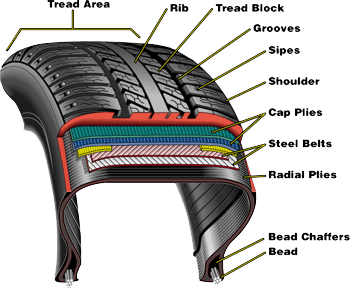 Tread Area
Rib
Tread Block
Grooves
Sipes
Shoulder
Cap Plies
Steel Belts
Radial Plies
Bead Chaffers
Bead